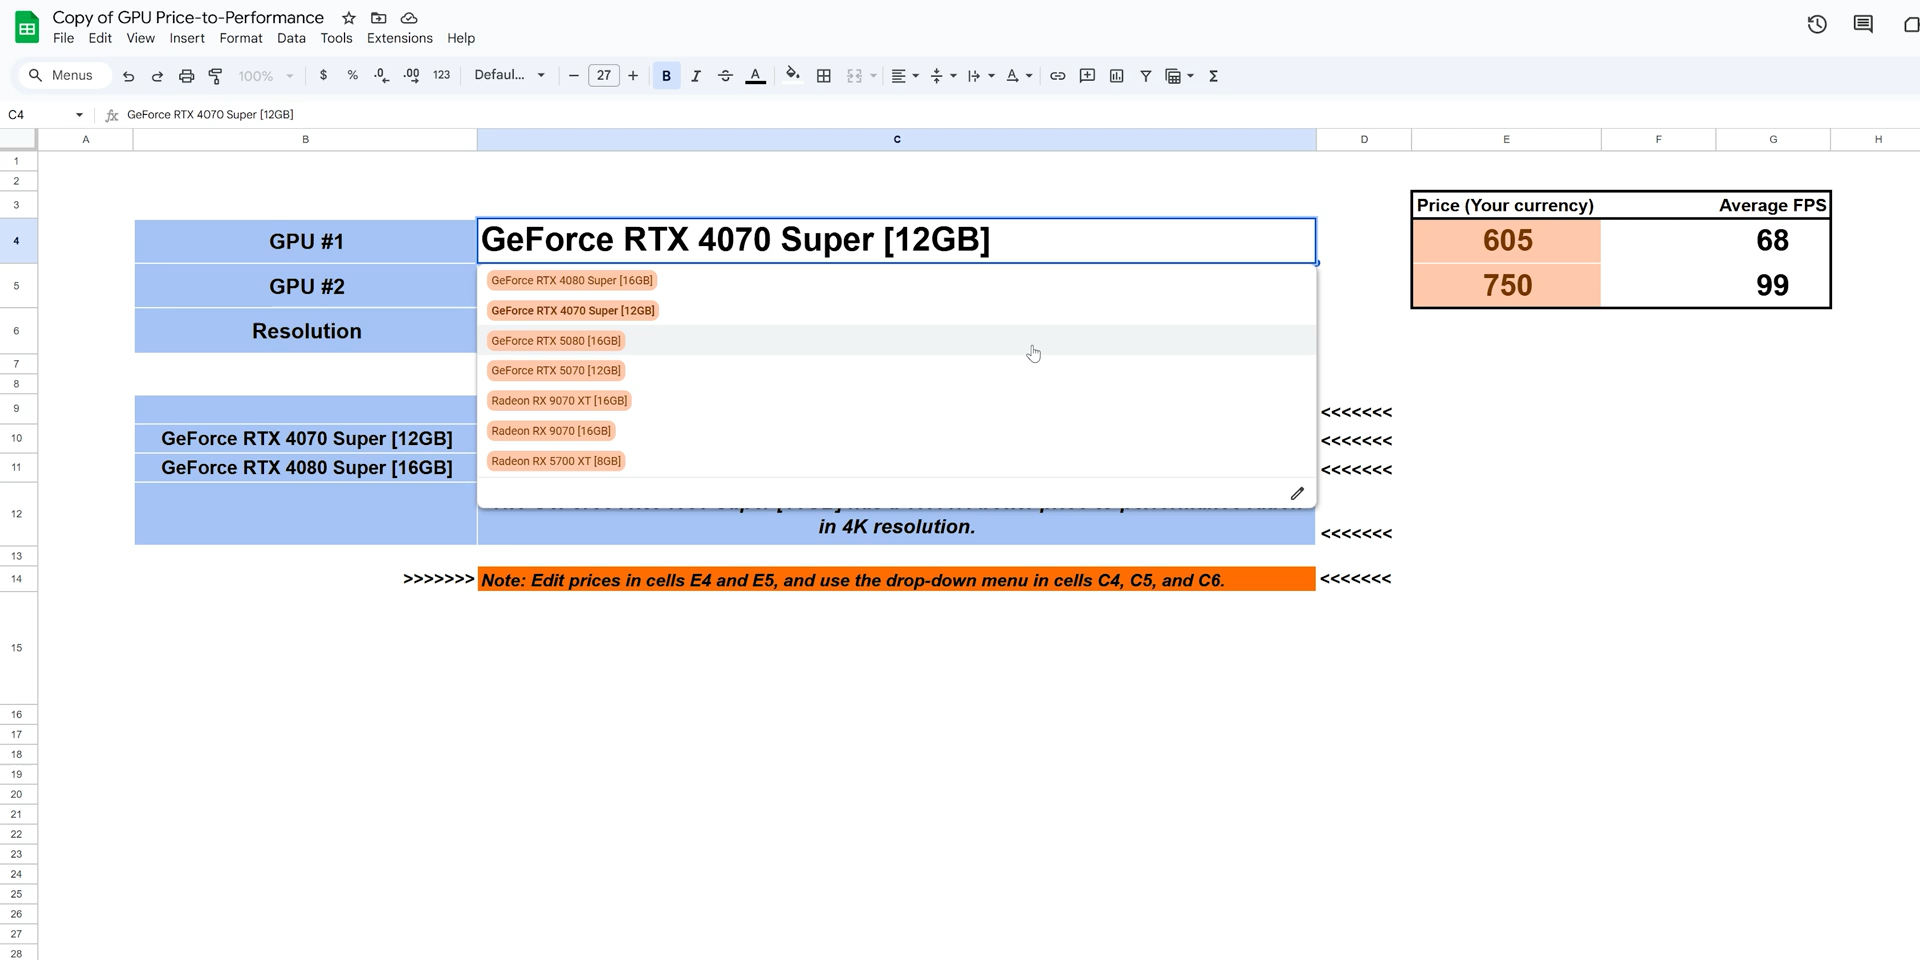 Copy of GPU Price-to-Performance
File Edit View Insert Format Data Tools Extensions Help
Menus 100% $ % .0 .00 123 Defaul... − 27 + B I S A Σ
C4 fx GeForce RTX 4070 Super [12GB]
A B C D E F G H
1
2
3 Price (Your currency) Average FPS
4 GPU #1 GeForce RTX 4070 Super [12GB] 605 68
GeForce RTX 4080 Super [16GB]
5 GPU #2 750 99
GeForce RTX 4070 Super [12GB]
6 Resolution
GeForce RTX 5080 [16GB]
7
GeForce RTX 5070 [12GB]
8
Radeon RX 9070 XT [16GB]
9 <<<<<<<
Radeon RX 9070 [16GB]
10 GeForce RTX 4070 Super [12GB] <<<<<<<
Radeon RX 5700 XT [8GB]
11 GeForce RTX 4080 Super [16GB] <<<<<<<
12 in 4K resolution. <<<<<<<
13
14 >>>>>>> Note: Edit prices in cells E4 and E5, and use the drop-down menu in cells C4, C5, and C6. <<<<<<<
15
16
17
18
19
20
21
22
23
24
25
26
27
28